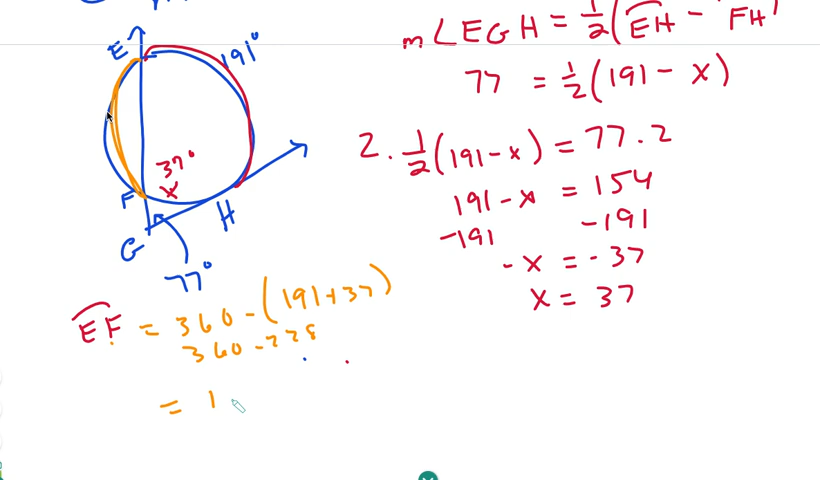 E
191°
37°
x
F
G
H
77°
m∠EGH = 1/2(EH - FH
77 = 1/2(191 - x)
2 · 1/2(191 - x) = 77 . 2
191 - x = 154
-191 -191
- x = - 37
x = 37
EF = 360 - (191 + 37)
360 - 228
= 1